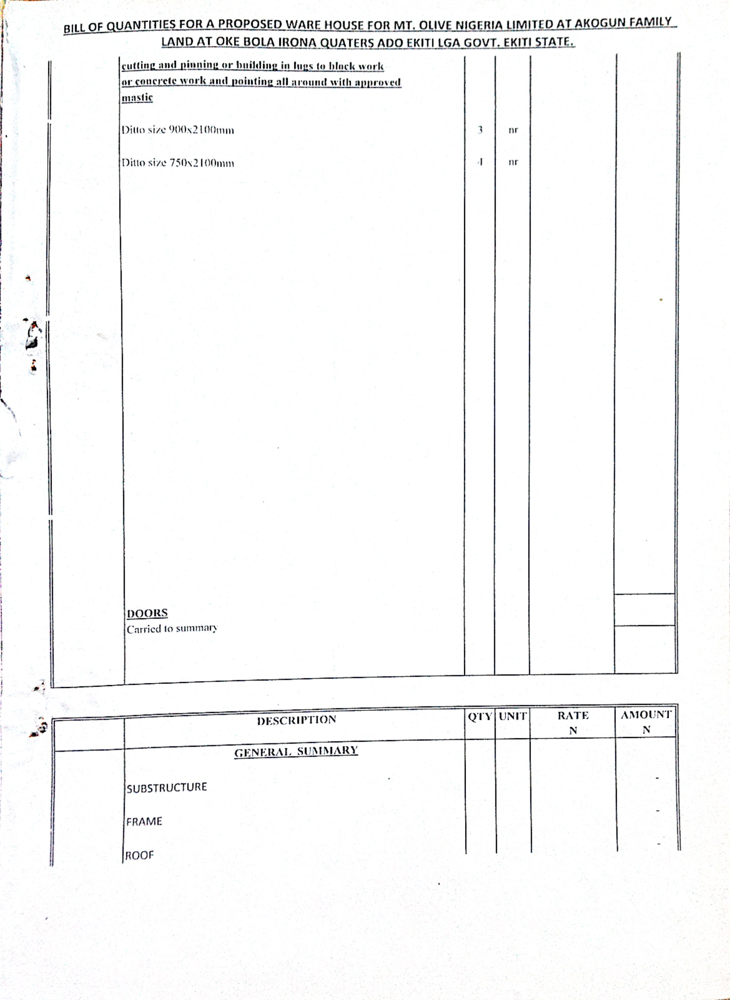 BILL OF QUANTITIES FOR A PROPOSED WARE HOUSE FOR MT. OLIVE NIGERIA LIMITED AT AKOGUN FAMILY
LAND AT OKE BOLA IRONA QUATERS ADO EKITI LGA GOVT. EKITI STATE.
cutting and pinning or building in lugs to block work
or concrete work and pointing all around with approved
mastic
Ditto size 900x2100mm 3 nr
Ditto size 750x2100mm 4 nr
DOORS
Carried to summary
DESCRIPTION QTY UNIT RATE AMOUNT
N N
GENERAL SUMMARY
SUBSTRUCTURE -
FRAME -
ROOF -